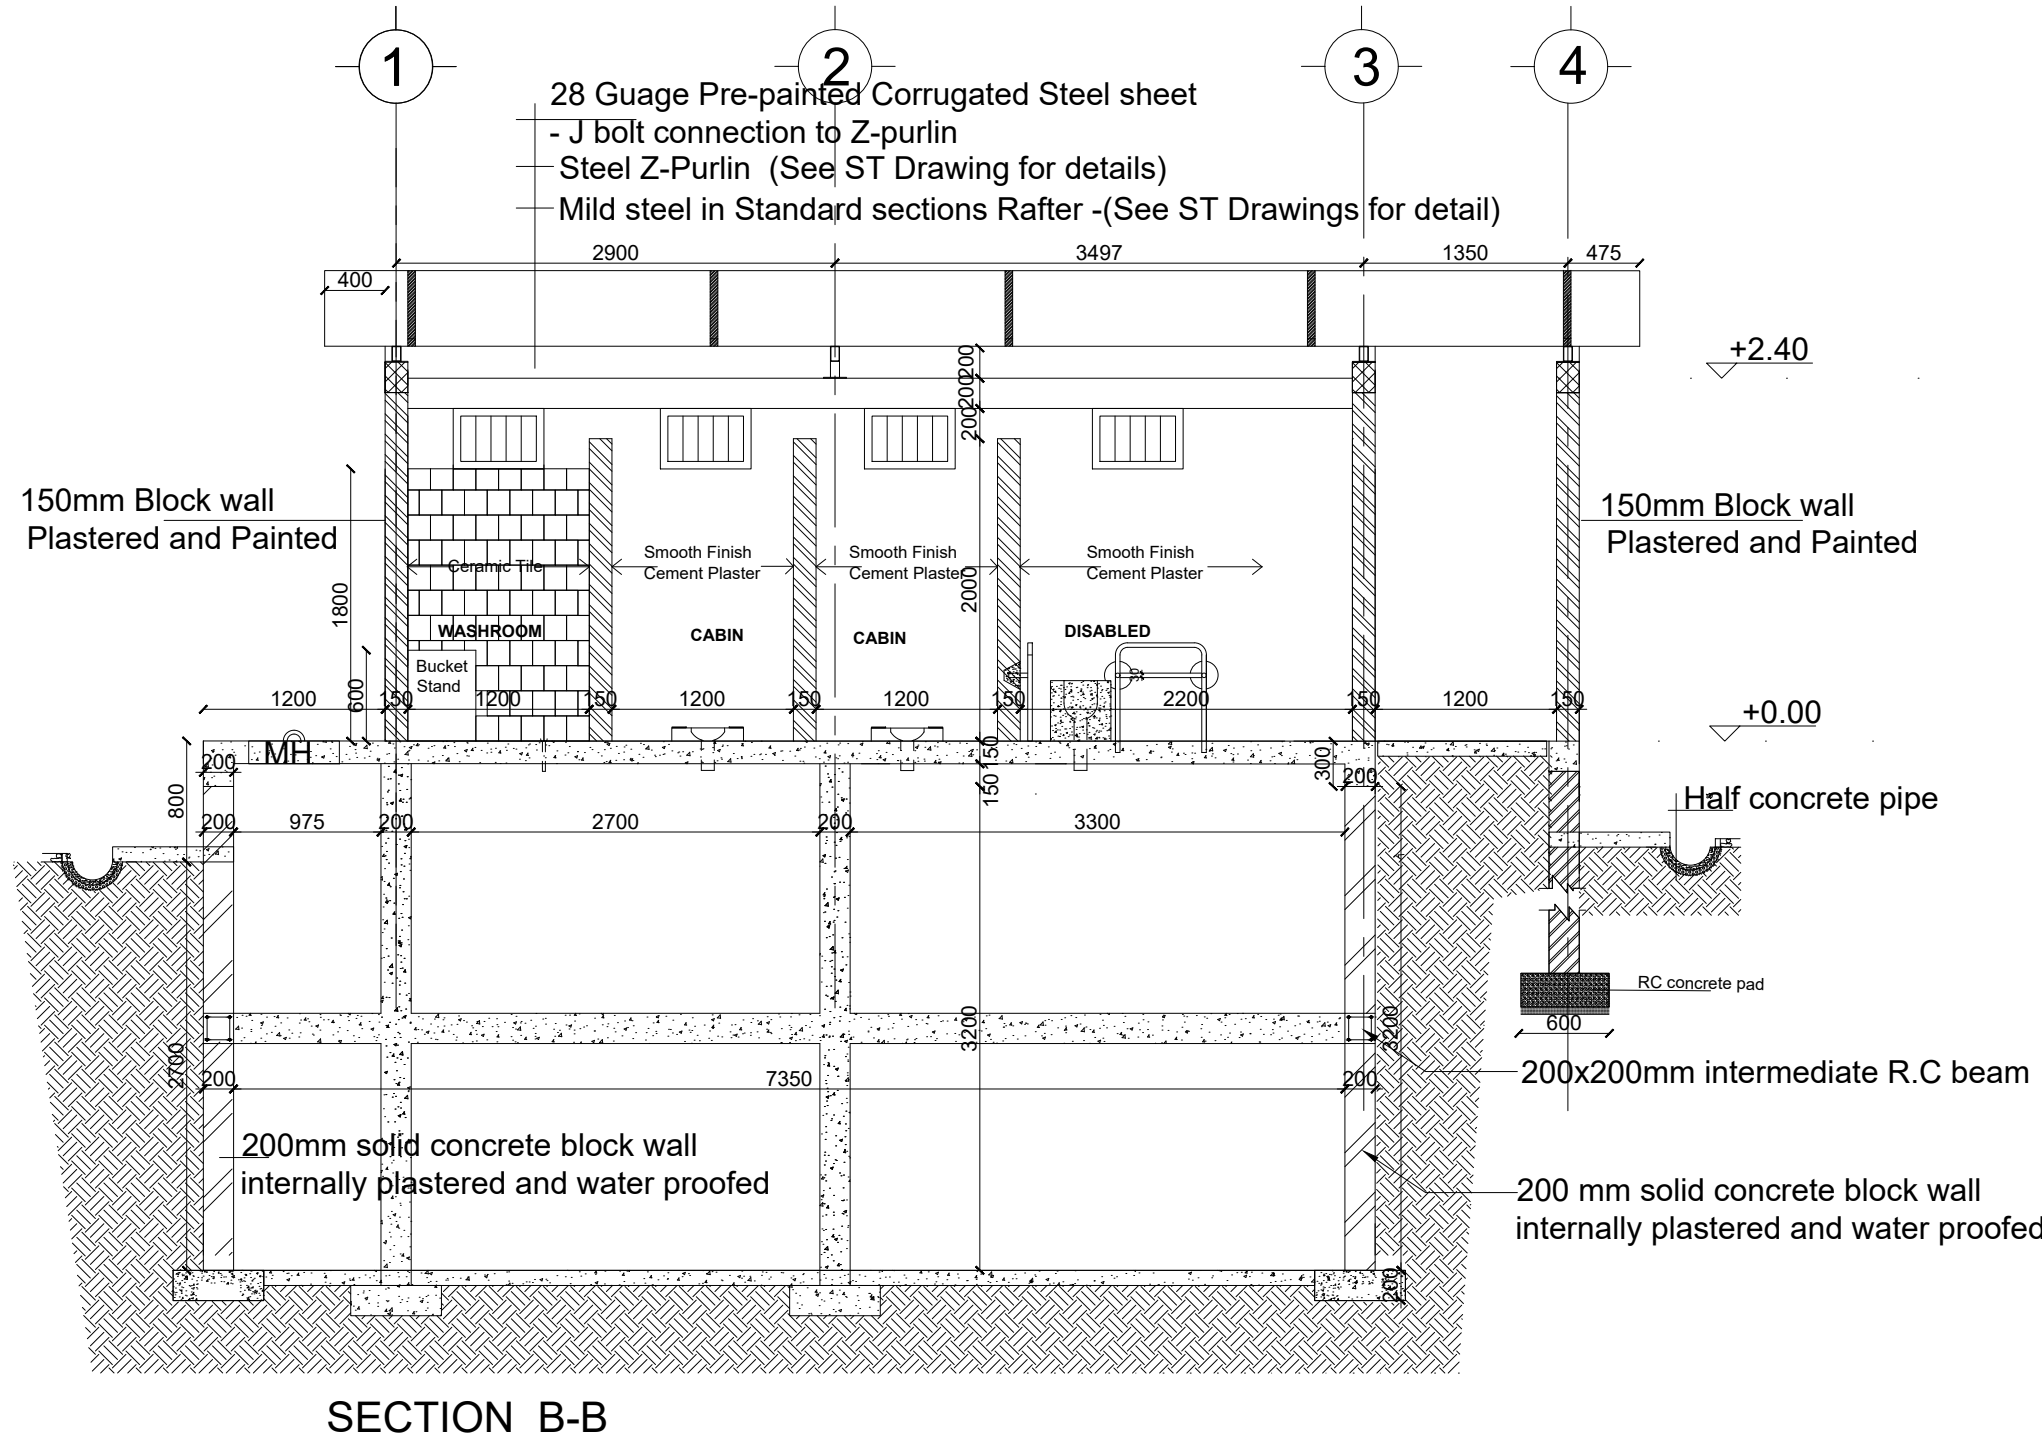 1
2
3
4
28 Guage Pre-painted Corrugated Steel sheet
- J bolt connection to Z-purlin
Steel Z-Purlin (See ST Drawing for details)
Mild steel in Standard sections Rafter -(See ST Drawings for detail)
2900
3497
1350
475
400
+2.40
200
200
200
150mm Block wall
Plastered and Painted
150mm Block wall
Plastered and Painted
Ceramic Tile
Smooth Finish
Cement Plaster
Smooth Finish
Cement Plaster
Smooth Finish
Cement Plaster
1800
2000
WASHROOM
CABIN
CABIN
DISABLED
Bucket
Stand
600
30
1200
150
1200
150
1200
150
1200
150
2200
150
1200
150
+0.00
MH
200
150
150
300
200
800
Half concrete pipe
200
975
200
2700
200
3300
RC concrete pad
600
2700
3200
3200
200x200mm intermediate R.C beam
200
7350
200
200mm solid concrete block wall
internally plastered and water proofed
200 mm solid concrete block wall
internally plastered and water proofed
200
SECTION B-B